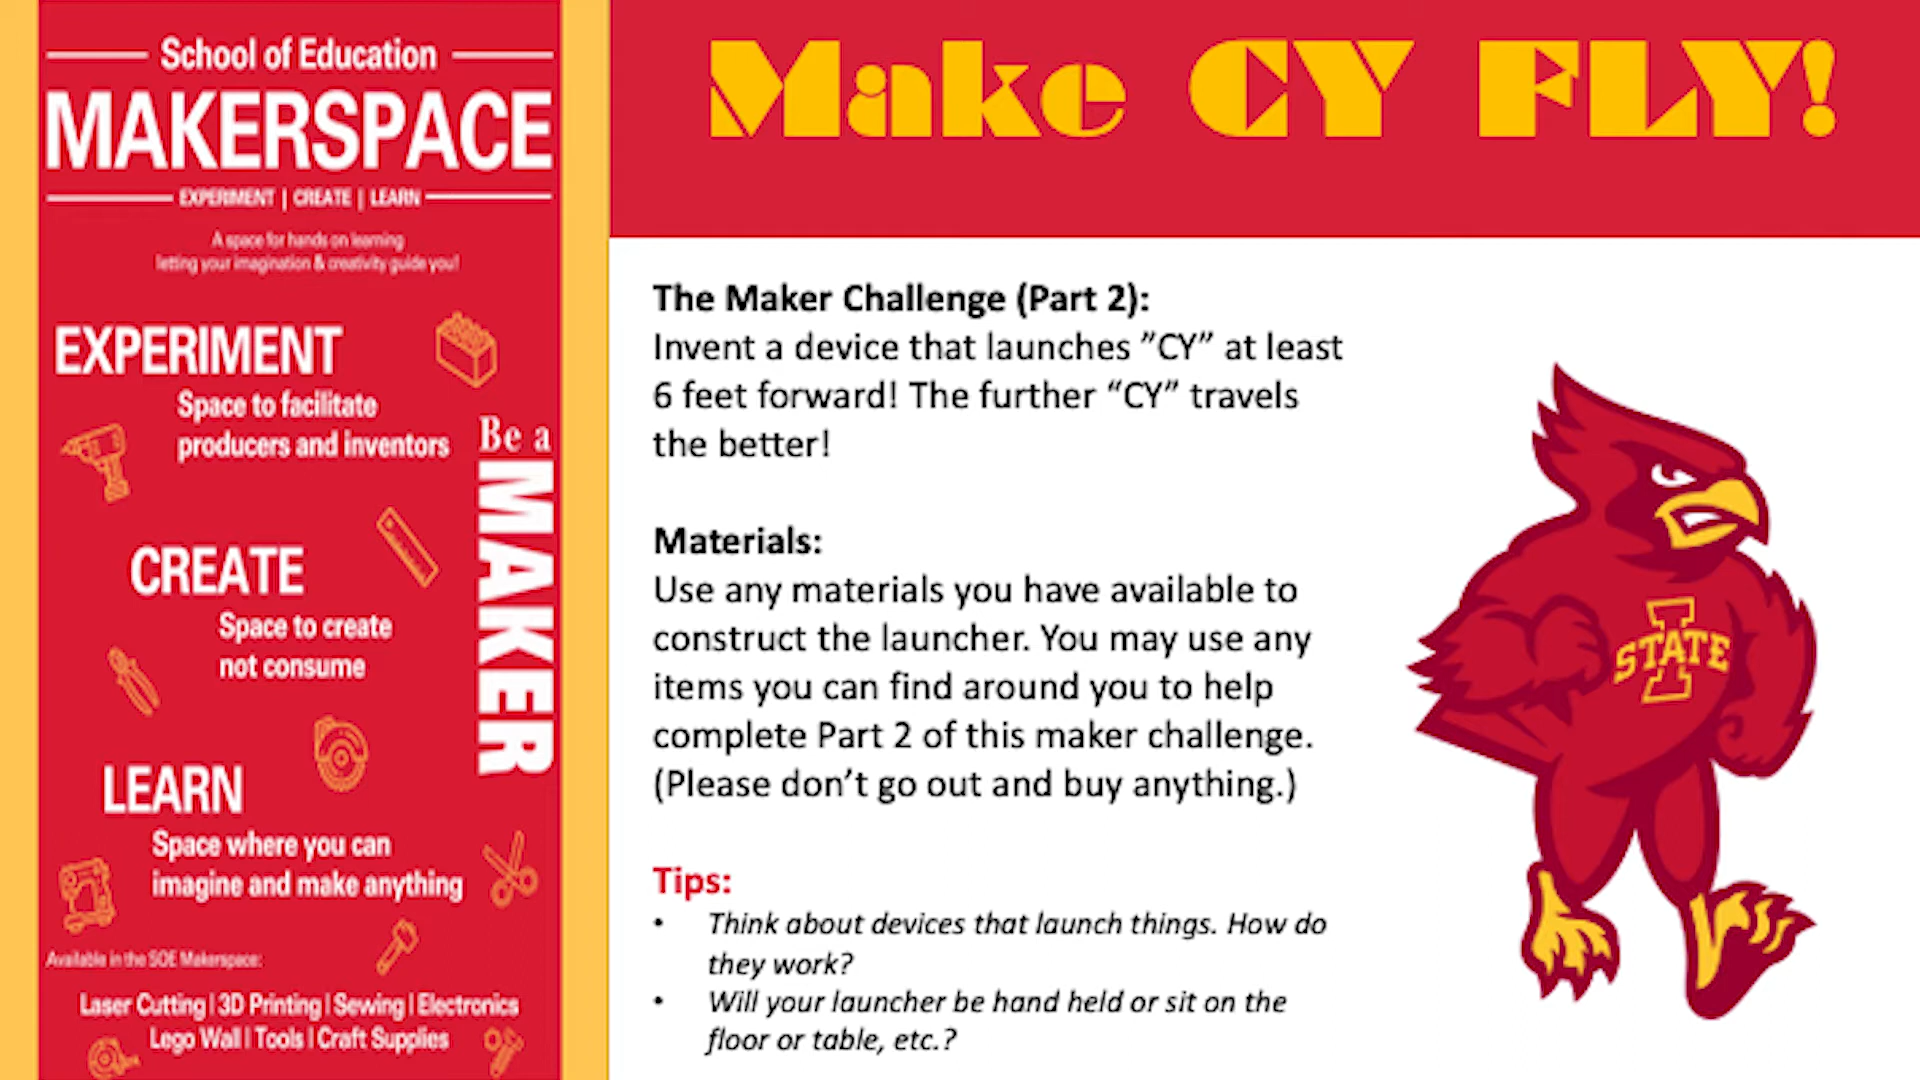 School of Education
MAKERSPACE
EXPERIMENT | CREATE | LEARN
A space for hands on learning
letting your imagination & creativity guide you!
EXPERIMENT
Space to facilitate
producers and inventors
Be a
MAKER
CREATE
Space to create
not consume
LEARN
Space where you can
imagine and make anything
Available in the SOE Makerspace:
Laser Cutting | 3D Printing | Sewing | Electronics
Lego Wall | Tools | Craft Supplies
Make CY FLY!
The Maker Challenge (Part 2):
Invent a device that launches ”CY” at least
6 feet forward! The further “CY” travels
the better!
Materials:
Use any materials you have available to
construct the launcher. You may use any
items you can find around you to help
complete Part 2 of this maker challenge.
(Please don’t go out and buy anything.)
Tips:
• Think about devices that launch things. How do
they work?
• Will your launcher be hand held or sit on the
floor or table, etc.?
I
STATE